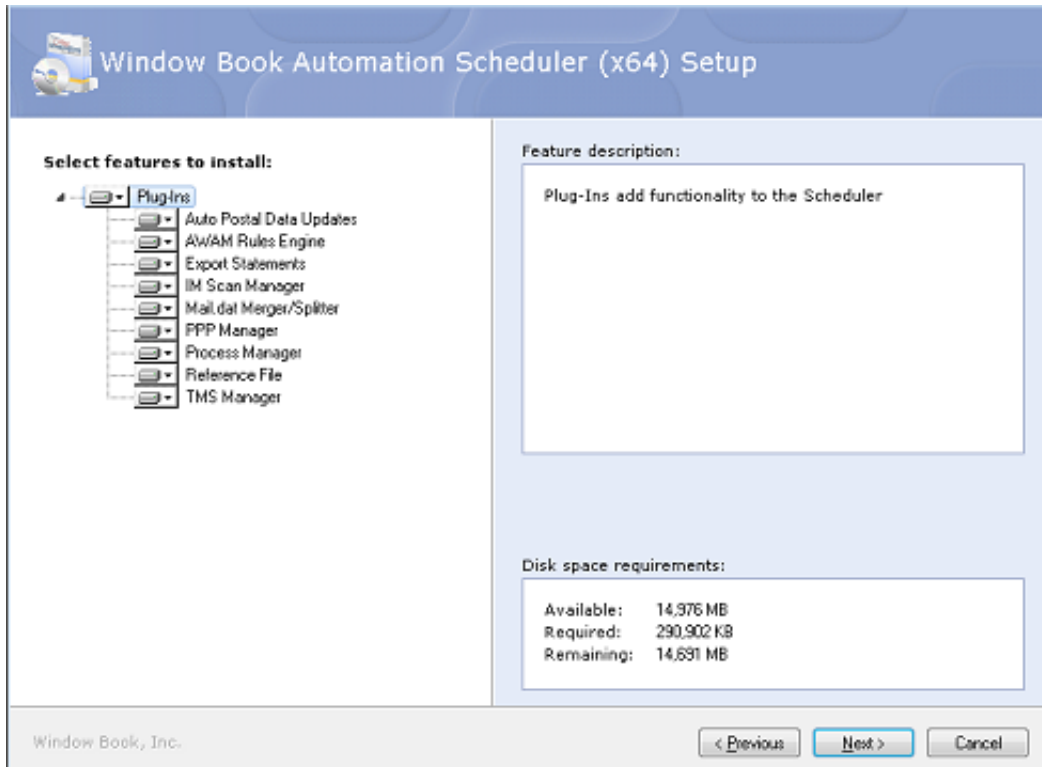 Window Book Automation Scheduler (x64) Setup
Select features to install:
Plug-Ins
Auto Postal Data Updates
AWAM Rules Engine
Export Statements
IM Scan Manager
Mail.dat Merger/Splitter
PPP Manager
Process Manager
Reference File
TMS Manager
Feature description:
Plug-Ins add functionality to the Scheduler
Disk space requirements:
Available: 14,976 MB
Required: 290,902 KB
Remaining: 14,691 MB
Window Book, Inc.
< Previous
Next >
Cancel